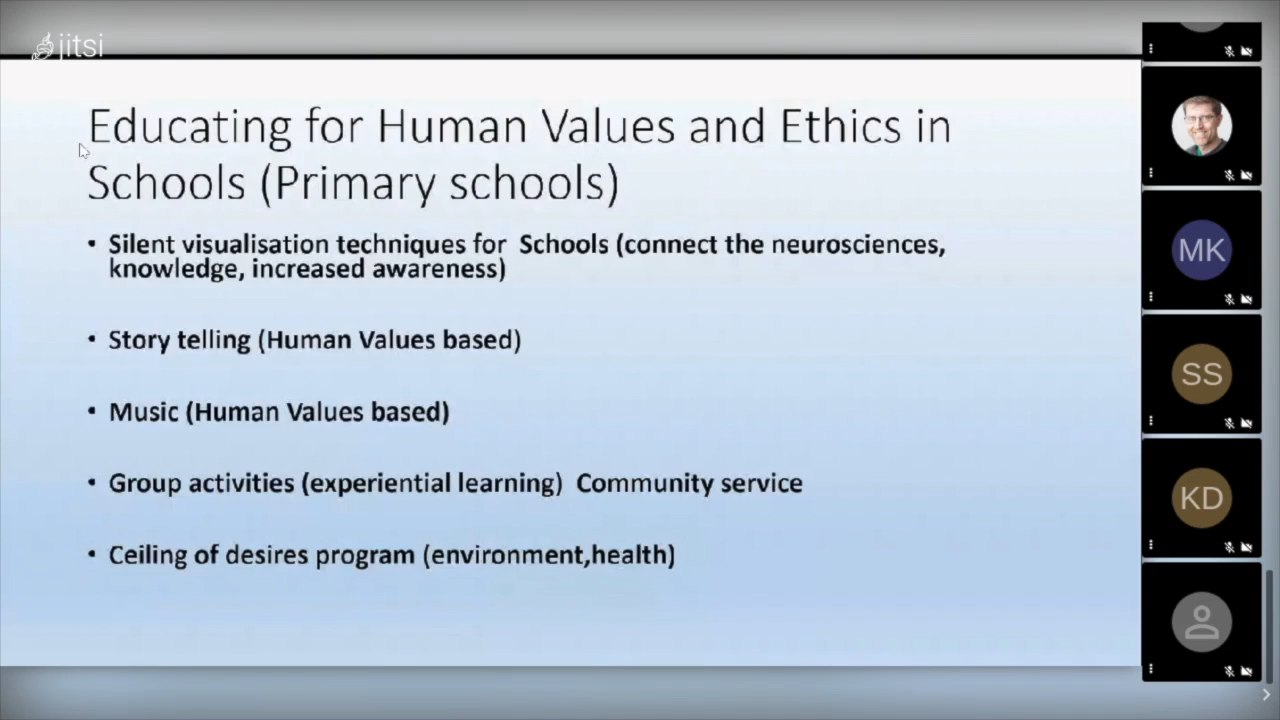 jitsi
Educating for Human Values and Ethics in
Schools (Primary schools)
• Silent visualisation techniques for  Schools (connect the neurosciences,
knowledge, increased awareness)
• Story telling (Human Values based)
• Music (Human Values based)
• Group activities (experiential learning)  Community service
• Ceiling of desires program (environment,health)
MK
SS
KD